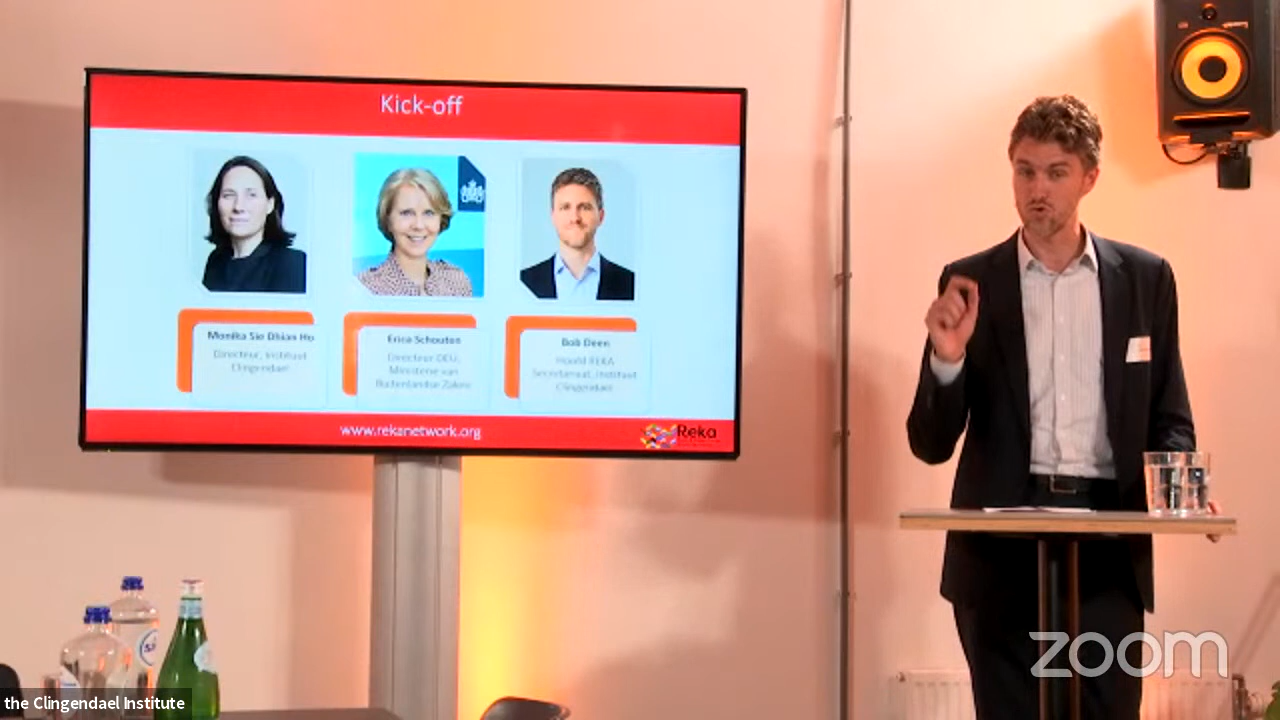 Kick-off
Monika Sie Dhian Ho
Directeur, Instituut
Clingendael
Erica Schouten
Directeur DEU,
Ministerie van
Buitenlandse Zaken
Bob Deen
Hoofd REKA
Secretariaat, Instituut
Clingendael
www.rekanetwork.org
Reka
zoom
the Clingendael Institute